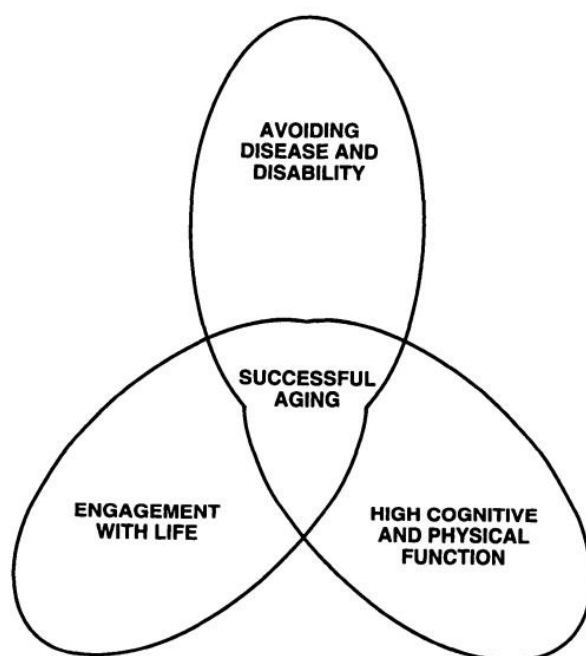 AVOIDING
DISEASE AND
DISABILITY
SUCCESSFUL
AGING
ENGAGEMENT
WITH LIFE
HIGH COGNITIVE
AND PHYSICAL
FUNCTION